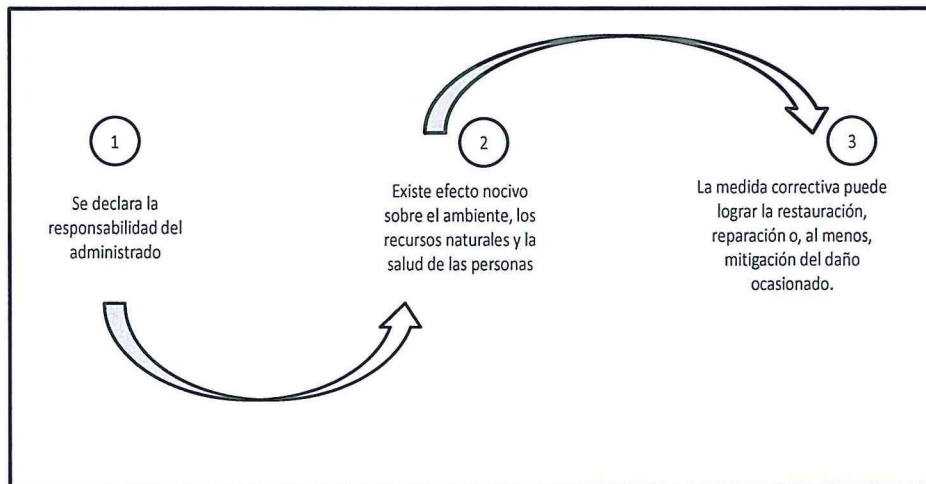 1
Se declara la
responsabilidad del
administrado
2
Existe efecto nocivo
sobre el ambiente, los
recursos naturales y la
salud de las personas
3
La medida correctiva puede
lograr la restauración,
reparación o, al menos,
mitigación del daño
ocasionado.